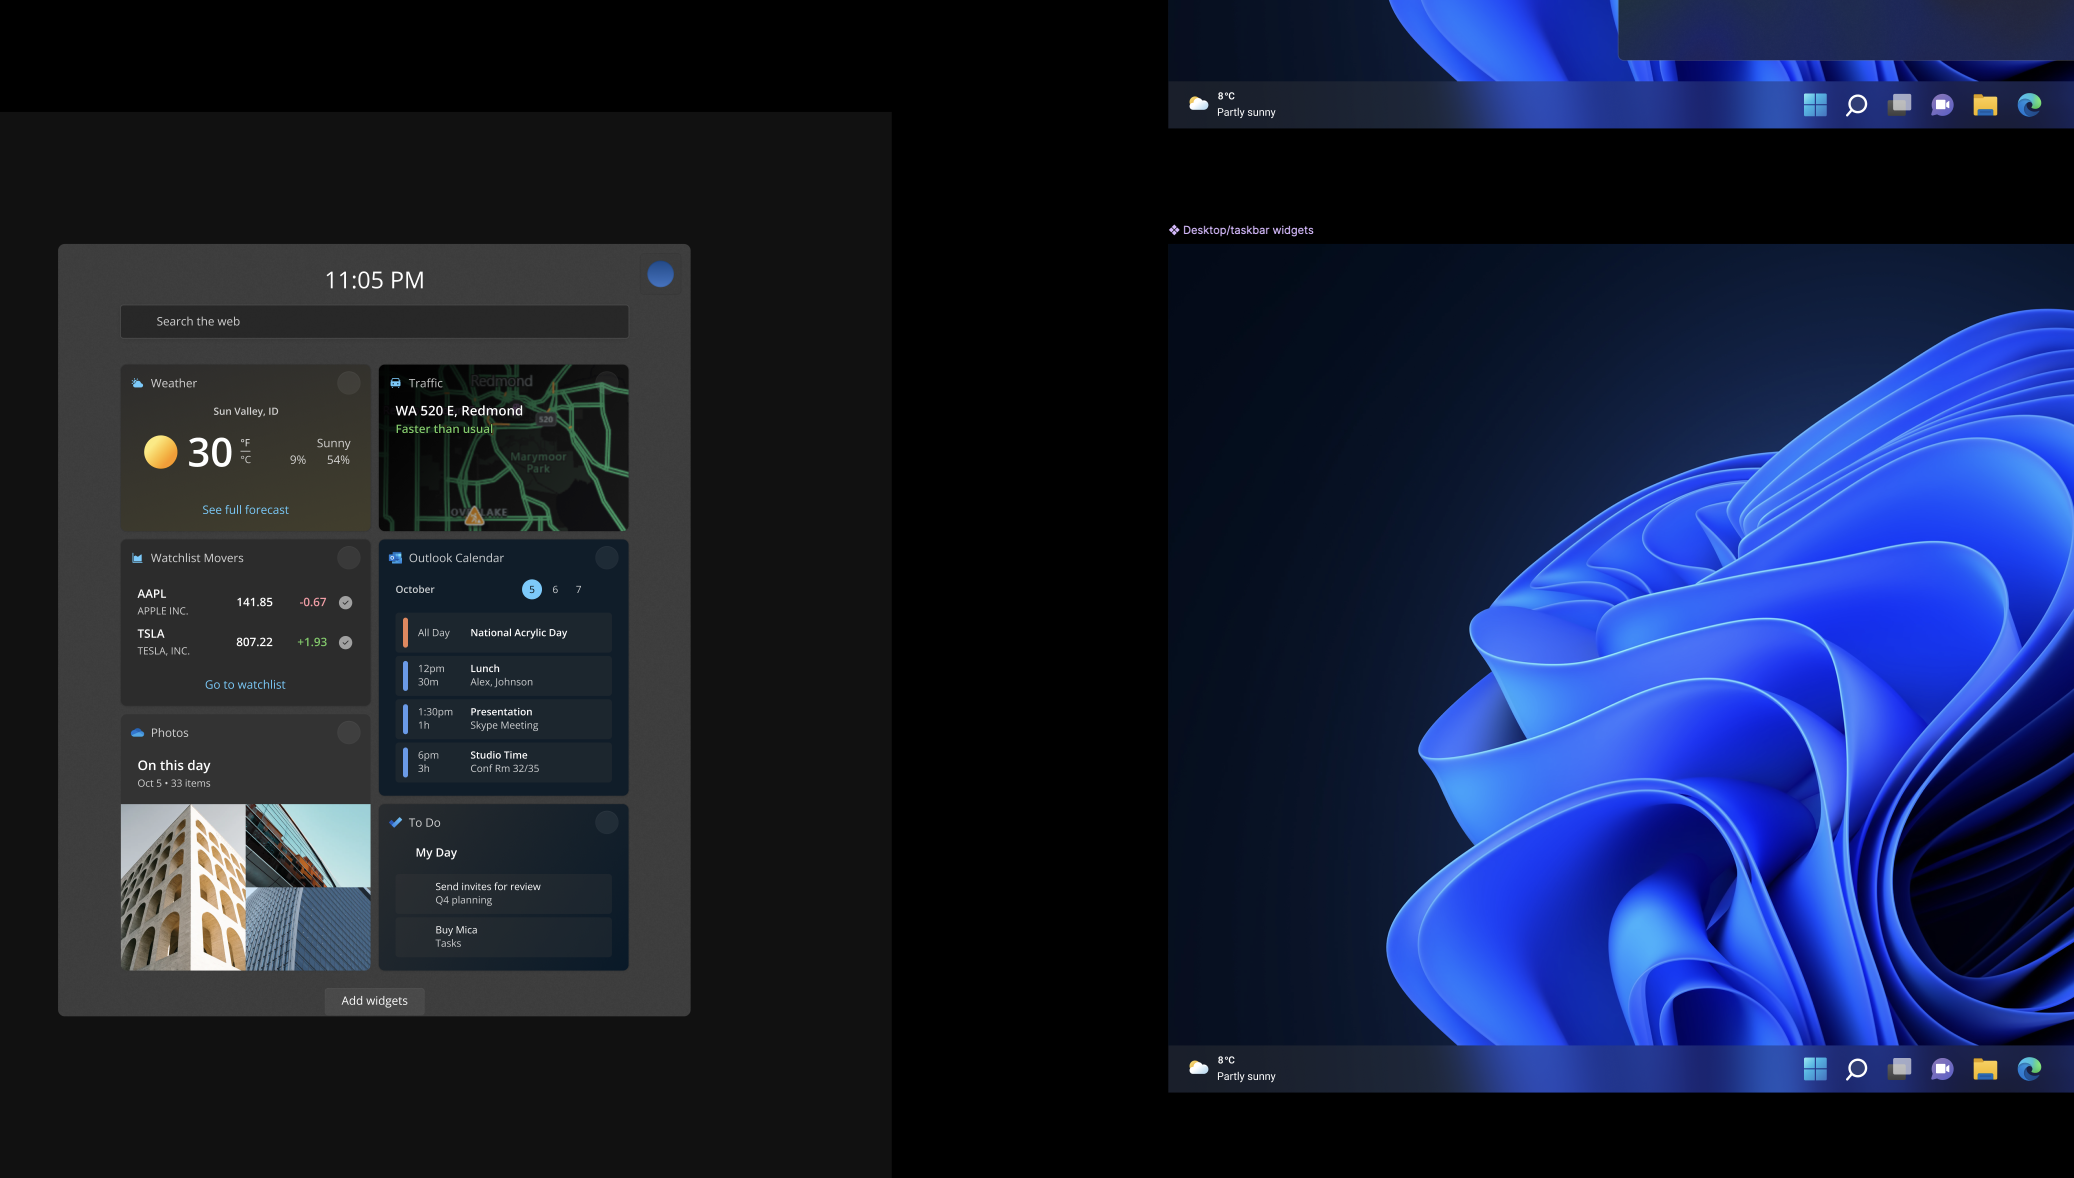 8°C
Partly sunny
Desktop/taskbar widgets
11:05 PM
Search the web
Weather
Sun Valley, ID
30
°F
°C
Sunny
9% 54%
See full forecast
Traffic
Redmond
WA 520 E, Redmond
520
Faster than usual
Marymoor
Park
Watchlist Movers
AAPL
APPLE INC.
141.85
-0.67
TSLA
TESLA, INC.
807.22
+1.93
Go to watchlist
Outlook Calendar
October
5 6 7
All Day
National Acrylic Day
12pm
30m
Lunch
Alex, Johnson
1:30pm
1h
Presentation
Skype Meeting
6pm
3h
Studio Time
Conf Rm 32/35
Photos
On this day
Oct 5 • 33 items
To Do
My Day
Send invites for review
Q4 planning
Buy Mica
Tasks
Add widgets
8°C
Partly sunny